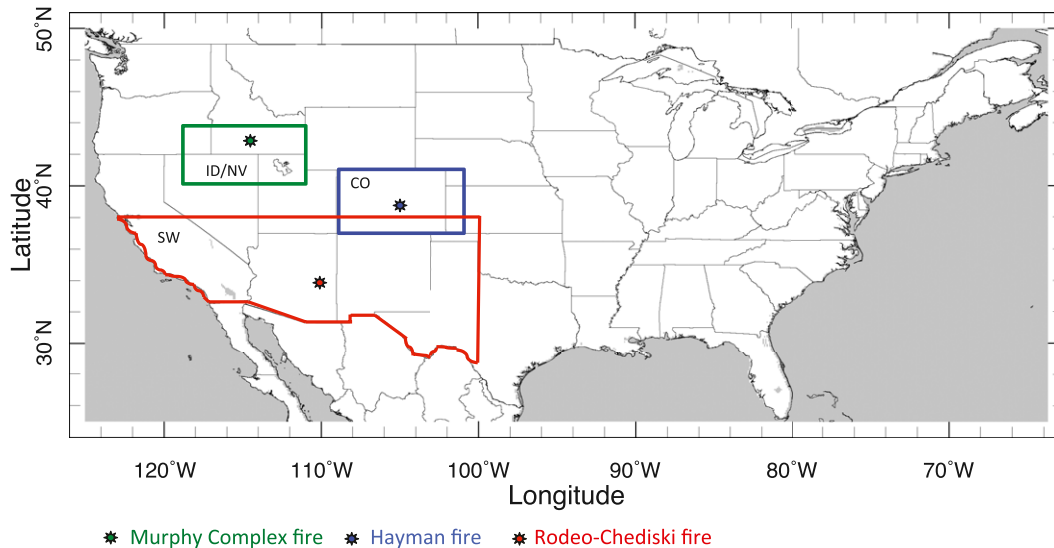 50°N
40°N
30°N
Latitude
ID/NV
CO
SW
120°W 110°W 100°W 90°W 80°W 70°W
Longitude
Murphy Complex fire Hayman fire Rodeo-Chediski fire